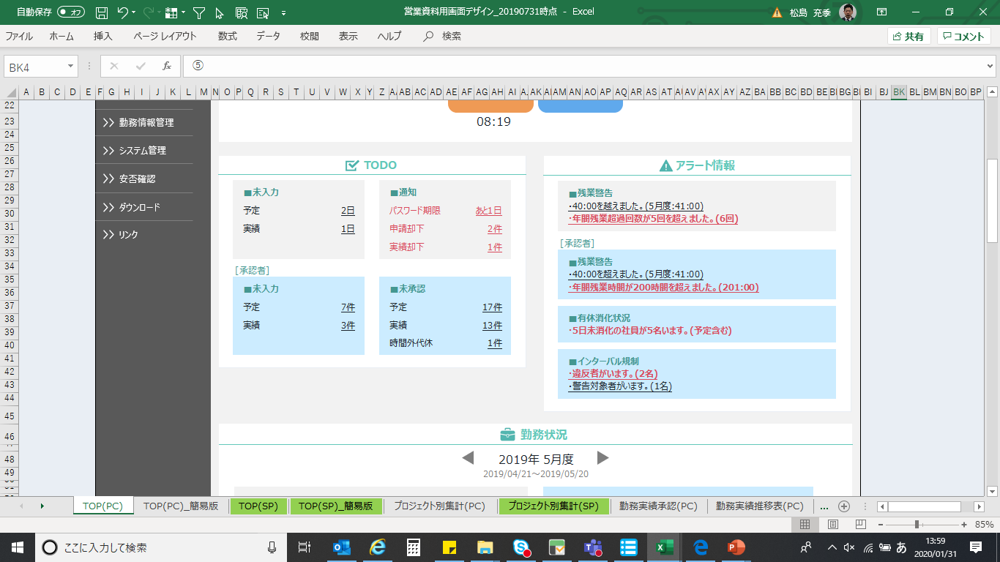 自動保存 オフ
営業資料用画面デザイン_20190731時点 - Excel
松島 充季
ファイル ホーム 挿入 ページ レイアウト 数式 データ 校閲 表示 ヘルプ 検索 共有 コメント
BK4 fx ⑤
A B C D E F G H I J K L M N O P Q R S T U V W X Y Z AB AC AD AE AF AG AH AI AK AM AN AO AP AQ AR AS AT AU AV AX AY AZ BA BB BC BD BE BG BI BJ BK BL BM BN BO BP
22
23
24
25
26
27
28
29
30
31
32
33
34
35
36
37
38
39
40
41
42
43
44
45
46
48
49
>> 勤務情報管理
>> システム管理
>> 安否確認
>> ダウンロード
>> リンク
08:19
TODO
■未入力
予定 2日
実績 1日
■通知
パスワード期限 あと1日
申請却下 2件
実績却下 1件
[承認者]
■未入力
予定 7件
実績 3件
■未承認
予定 17件
実績 13件
時間外代休 1件
アラート情報
■残業警告
・40:00を越えました。(5月度:41:00)
・年間残業超過回数が5回を超えました。(6回)
[承認者]
■残業警告
・40:00を超えました。(5月度:41:00)
・年間残業時間が200時間を超えました。(201:00)
■有休消化状況
・5日未消化の社員が5名います。(予定含む)
■インターバル規制
・違反者がいます。(2名)
・警告対象者がいます。(1名)
勤務状況
2019年 5月度
2019/04/21～2019/05/20
TOP(PC) TOP(PC)_簡易版 TOP(SP) TOP(SP)_簡易版 プロジェクト別集計(PC) プロジェクト別集計(SP) 勤務実績承認(PC) 勤務実績推移表(PC) ...
85%
ここに入力して検索
あ
13:59
2020/01/31